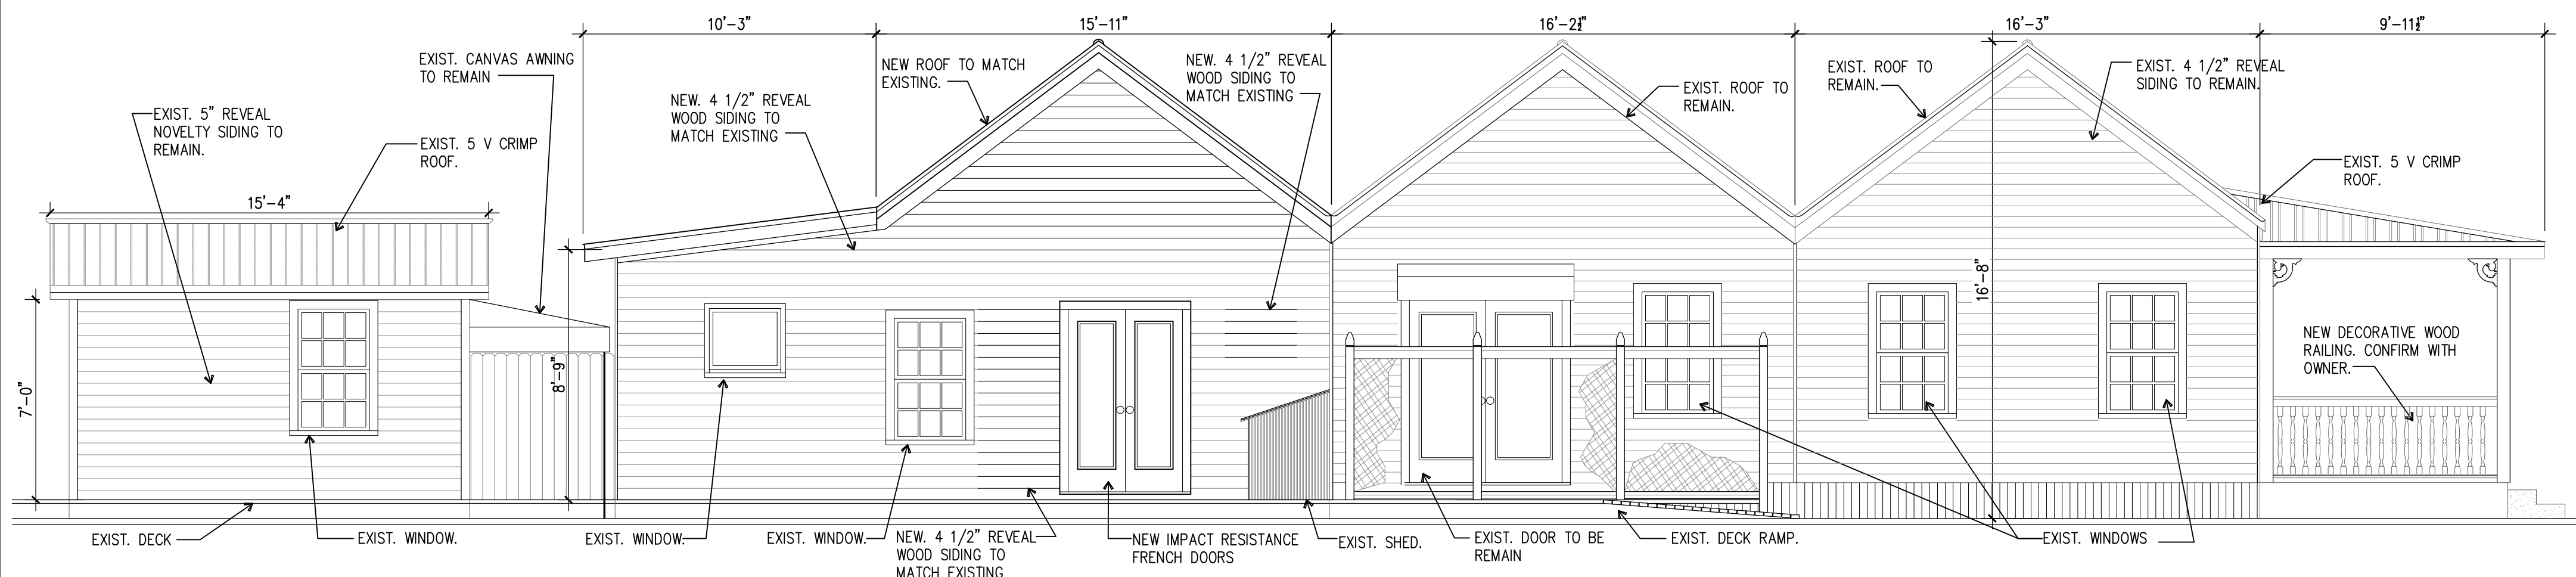 10'-3"
15'-11"
16'-2½"
16'-3"
9'-11½"
EXIST. CANVAS AWNING
TO REMAIN
NEW ROOF TO MATCH
EXISTING.
NEW. 4 1/2" REVEAL
WOOD SIDING TO
MATCH EXISTING
EXIST. ROOF TO
REMAIN.
EXIST. ROOF TO
REMAIN.
EXIST. 4 1/2" REVEAL
SIDING TO REMAIN.
NEW. 4 1/2" REVEAL
WOOD SIDING TO
MATCH EXISTING
EXIST. 5" REVEAL
NOVELTY SIDING TO
REMAIN.
EXIST. 5 V CRIMP
ROOF.
EXIST. 5 V CRIMP
ROOF.
15'-4"
16'-8"
7'-0"
8'-9"
NEW DECORATIVE WOOD
RAILING. CONFIRM WITH
OWNER.
EXIST. DECK
EXIST. WINDOW.
EXIST. WINDOW.
EXIST. WINDOW.
NEW. 4 1/2" REVEAL
WOOD SIDING TO
MATCH EXISTING
NEW IMPACT RESISTANCE
FRENCH DOORS
EXIST. SHED.
EXIST. DOOR TO BE
REMAIN
EXIST. DECK RAMP.
EXIST. WINDOWS